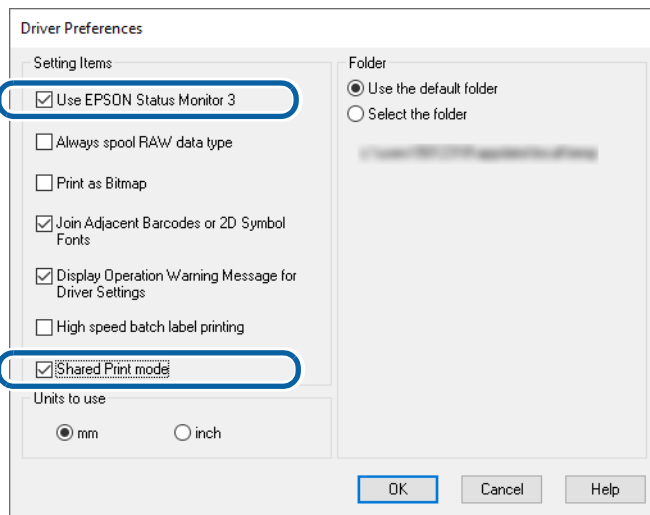 Driver Preferences
Setting Items
Use EPSON Status Monitor 3
Always spool RAW data type
Print as Bitmap
Join Adjacent Barcodes or 2D Symbol
Fonts
Display Operation Warning Message for
Driver Settings
High speed batch label printing
Shared Print mode
Units to use
mm
inch
Folder
Use the default folder
Select the folder
OK
Cancel
Help